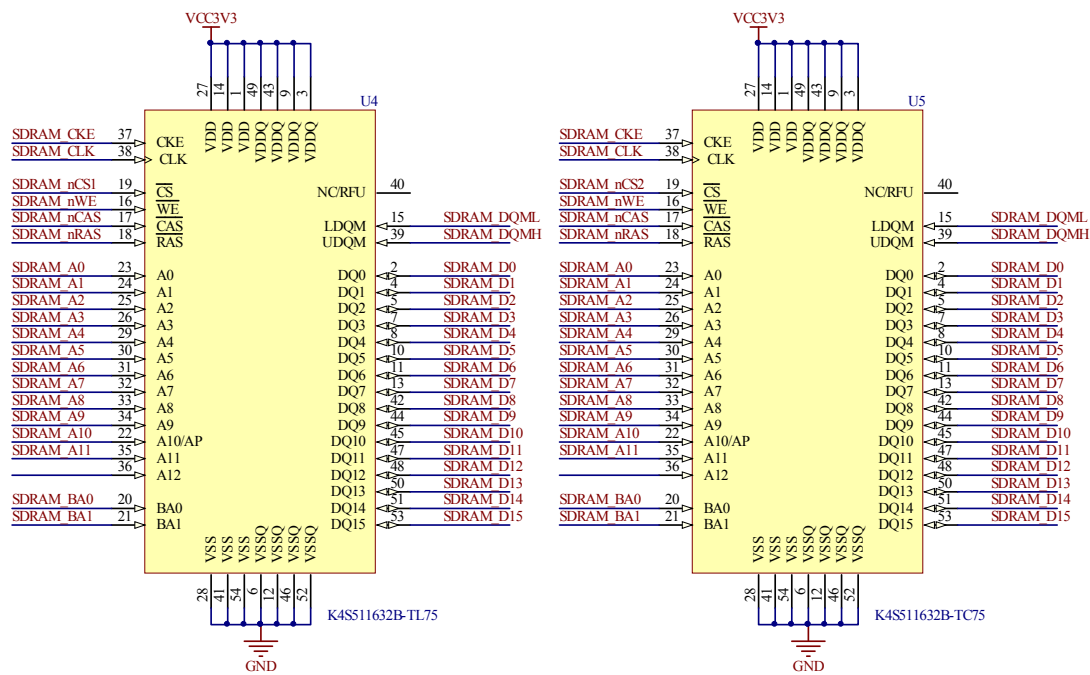 VCC3V3
27 14 1 49 43 9 3
U4
VDD VDD VDD VDDQ VDDQ VDDQ VDDQ
SDRAM_CKE 37 CKE
SDRAM_CLK 38 CLK
SDRAM_nCS1 19 CS NC/RFU 40
SDRAM_nWE 16 WE
SDRAM_nCAS 17 CAS LDQM 15 SDRAM_DQML
SDRAM_nRAS 18 RAS UDQM 39 SDRAM_DQMH
SDRAM_A0 23 A0 DQ0 2 SDRAM_D0
SDRAM_A1 24 A1 DQ1 4 SDRAM_D1
SDRAM_A2 25 A2 DQ2 5 SDRAM_D2
SDRAM_A3 26 A3 DQ3 7 SDRAM_D3
SDRAM_A4 29 A4 DQ4 8 SDRAM_D4
SDRAM_A5 30 A5 DQ5 10 SDRAM_D5
SDRAM_A6 31 A6 DQ6 11 SDRAM_D6
SDRAM_A7 32 A7 DQ7 13 SDRAM_D7
SDRAM_A8 33 A8 DQ8 42 SDRAM_D8
SDRAM_A9 34 A9 DQ9 44 SDRAM_D9
SDRAM_A10 22 A10/AP DQ10 45 SDRAM_D10
SDRAM_A11 35 A11 DQ11 47 SDRAM_D11
36 A12 DQ12 48 SDRAM_D12
DQ13 50 SDRAM_D13
SDRAM_BA0 20 BA0 DQ14 51 SDRAM_D14
SDRAM_BA1 21 BA1 DQ15 53 SDRAM_D15
VSS VSS VSS VSSQ VSSQ VSSQ VSSQ
28 41 54 6 12 46 52
K4S511632B-TL75
GND
VCC3V3
27 14 1 49 43 9 3
U5
VDD VDD VDD VDDQ VDDQ VDDQ VDDQ
SDRAM_CKE 37 CKE
SDRAM_CLK 38 CLK
SDRAM_nCS2 19 CS NC/RFU 40
SDRAM_nWE 16 WE
SDRAM_nCAS 17 CAS LDQM 15 SDRAM_DQML
SDRAM_nRAS 18 RAS UDQM 39 SDRAM_DQMH
SDRAM_A0 23 A0 DQ0 2 SDRAM_D0
SDRAM_A1 24 A1 DQ1 4 SDRAM_D1
SDRAM_A2 25 A2 DQ2 5 SDRAM_D2
SDRAM_A3 26 A3 DQ3 7 SDRAM_D3
SDRAM_A4 29 A4 DQ4 8 SDRAM_D4
SDRAM_A5 30 A5 DQ5 10 SDRAM_D5
SDRAM_A6 31 A6 DQ6 11 SDRAM_D6
SDRAM_A7 32 A7 DQ7 13 SDRAM_D7
SDRAM_A8 33 A8 DQ8 42 SDRAM_D8
SDRAM_A9 34 A9 DQ9 44 SDRAM_D9
SDRAM_A10 22 A10/AP DQ10 45 SDRAM_D10
SDRAM_A11 35 A11 DQ11 47 SDRAM_D11
36 A12 DQ12 48 SDRAM_D12
DQ13 50 SDRAM_D13
SDRAM_BA0 20 BA0 DQ14 51 SDRAM_D14
SDRAM_BA1 21 BA1 DQ15 53 SDRAM_D15
VSS VSS VSS VSSQ VSSQ VSSQ VSSQ
28 41 54 6 12 46 52
K4S511632B-TC75
GND